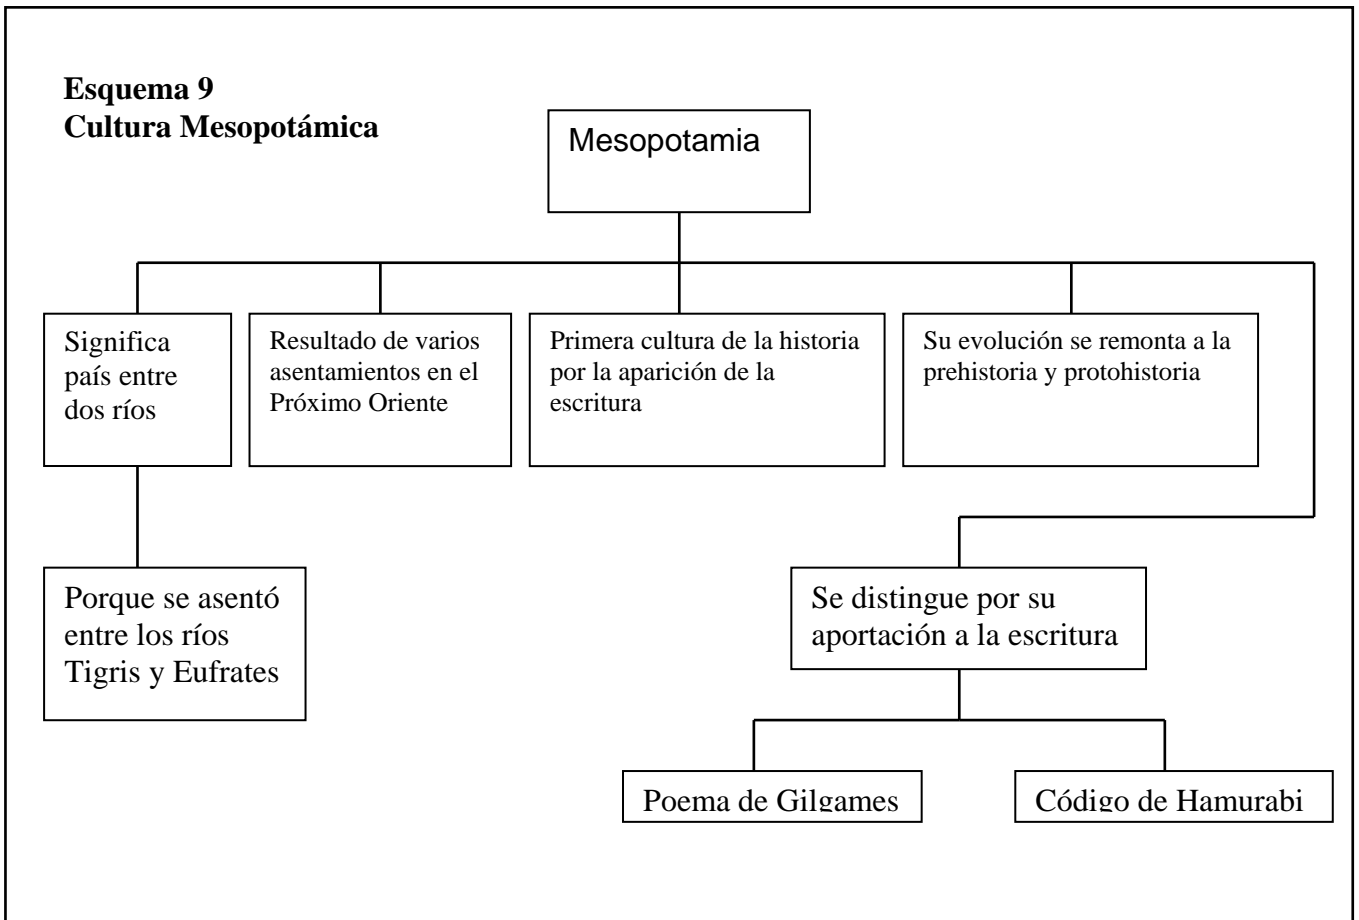 Esquema 9
Cultura Mesopotámica
Mesopotamia
Significa
país entre
dos ríos
Resultado de varios
asentamientos en el
Próximo Oriente
Primera cultura de la historia
por la aparición de la
escritura
Su evolución se remonta a la
prehistoria y protohistoria
Porque se asentó
entre los ríos
Tigris y Eufrates
Se distingue por su
aportación a la escritura
Poema de Gilgames
Código de Hamurabi